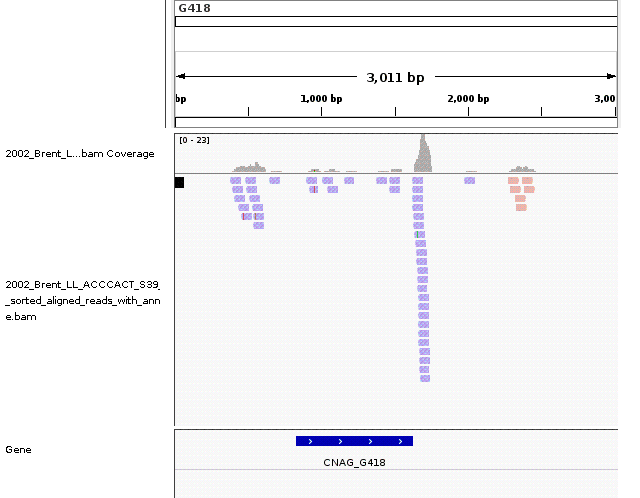 G418
3,011 bp
bp 1,000 bp 2,000 bp 3,00
[0 - 23]
2002_Brent_L...bam Coverage
2002_Brent_LL_ACCCACT_S39_
_sorted_aligned_reads_with_ann
e.bam
Gene
CNAG_G418